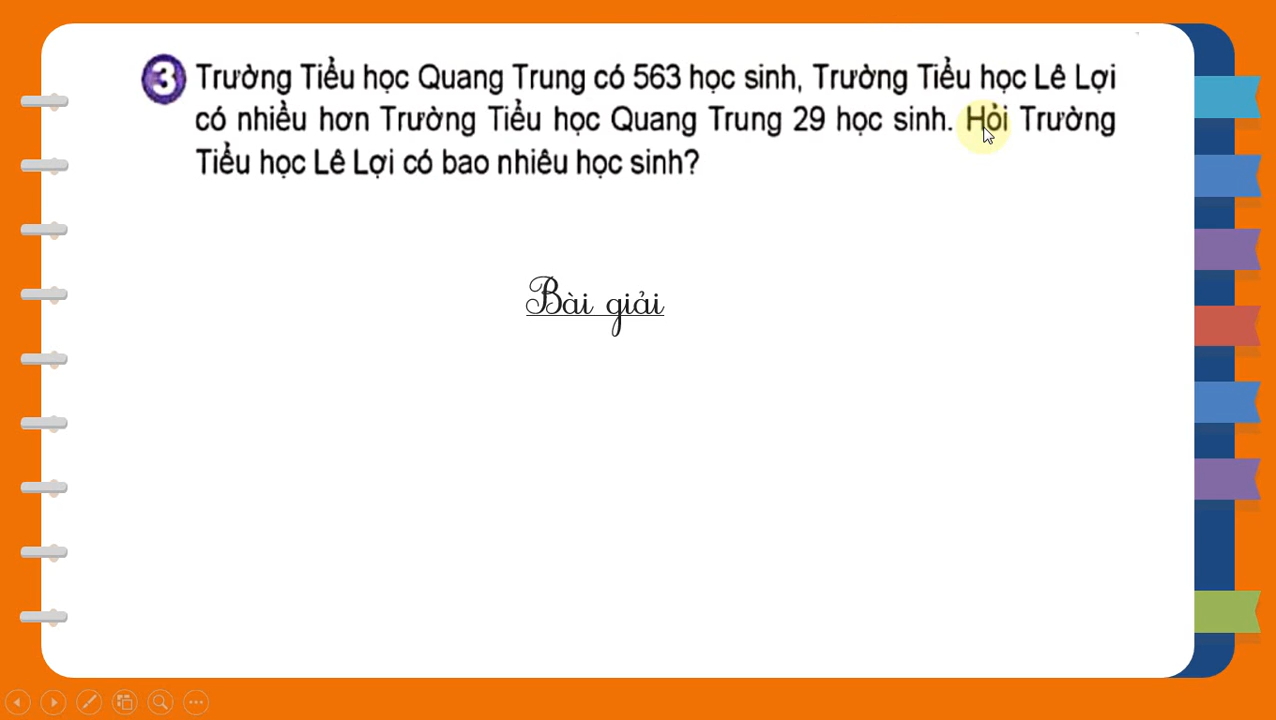 3 Trường Tiểu học Quang Trung có 563 học sinh, Trường Tiểu học Lê Lợi
có nhiều hơn Trường Tiểu học Quang Trung 29 học sinh. Hỏi Trường
Tiểu học Lê Lợi có bao nhiêu học sinh?
Bài giải